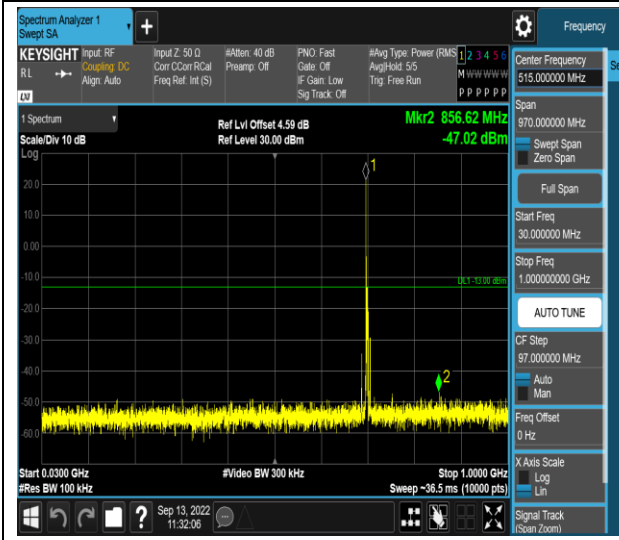 Spectrum Analyzer 1
Swept SA
+
Frequency
KEYSIGHT
RL
LXI
Input: RF
Coupling: DC
Align: Auto
Input Z: 50 Ω
Corr CCorr RCal
Freq Ref: Int (S)
#Atten: 40 dB
Preamp: Off
PNO: Fast
Gate: Off
IF Gain: Low
Sig Track: Off
#Avg Type: Power (RMS
Avg|Hold: 5/5
Trig: Free Run
1 2 3 4 5 6
M W W W W W
P P P P P P
1 Spectrum
Scale/Div 10 dB
Log
Ref Lvl Offset 4.59 dB
Ref Level 30.00 dBm
Mkr2 856.62 MHz
-47.02 dBm
1
20.0
10.0
0.00
-10.0
DL1 -13.00 dBm
-20.0
-30.0
-40.0
2
-50.0
-60.0
Start 0.0300 GHz
#Res BW 100 kHz
#Video BW 300 kHz
Stop 1.0000 GHz
Sweep ~36.5 ms (10000 pts)
?
Sep 13, 2022
11:32:06
Center Frequency
515.000000 MHz
Se
Span
970.000000 MHz
Swept Span
Zero Span
Full Span
Start Freq
30.000000 MHz
Stop Freq
1.000000000 GHz
AUTO TUNE
CF Step
97.000000 MHz
Auto
Man
Freq Offset
0 Hz
X Axis Scale
Log
Lin
Signal Track
(Span Zoom)